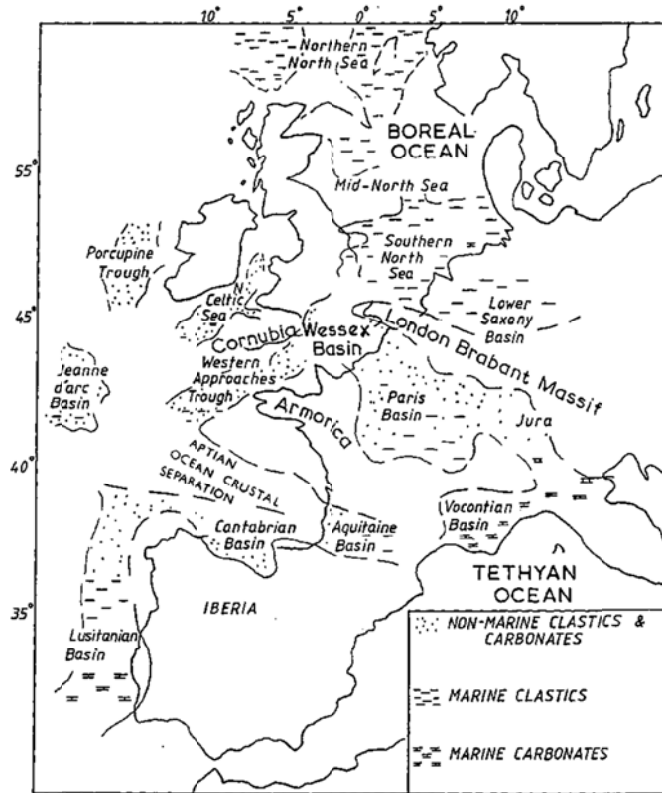 10° 5° 0° 5° 10°
Northern
North Sea
BOREAL
OCEAN
55°
Mid-North Sea
Porcupine
Trough
Southern
North
Sea
N
Celtic
Sea
Lower
Saxony
Basin
45°
Cornubia
Wessex
Basin
London Brabant Massif
Western
Approaches
Trough
Jeanne
d'arc
Basin
Armorica
Paris
Basin
Jura
40°
APTIAN
OCEAN CRUSTAL
SEPARATION
Cantabrian
Basin
Aquitaine
Basin
Vocontian
Basin
TETHYAN
OCEAN
35°
IBERIA
Lusitanian
Basin
NON-MARINE CLASTICS &
CARBONATES
MARINE CLASTICS
MARINE CARBONATES